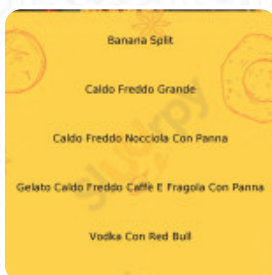 Banana Split
Caldo Freddo Grande
Caldo Freddo Nocciola Con Panna
Gelato Caldo Freddo Caffè E Fragola Con Panna
Vodka Con Red Bull
sluurpy